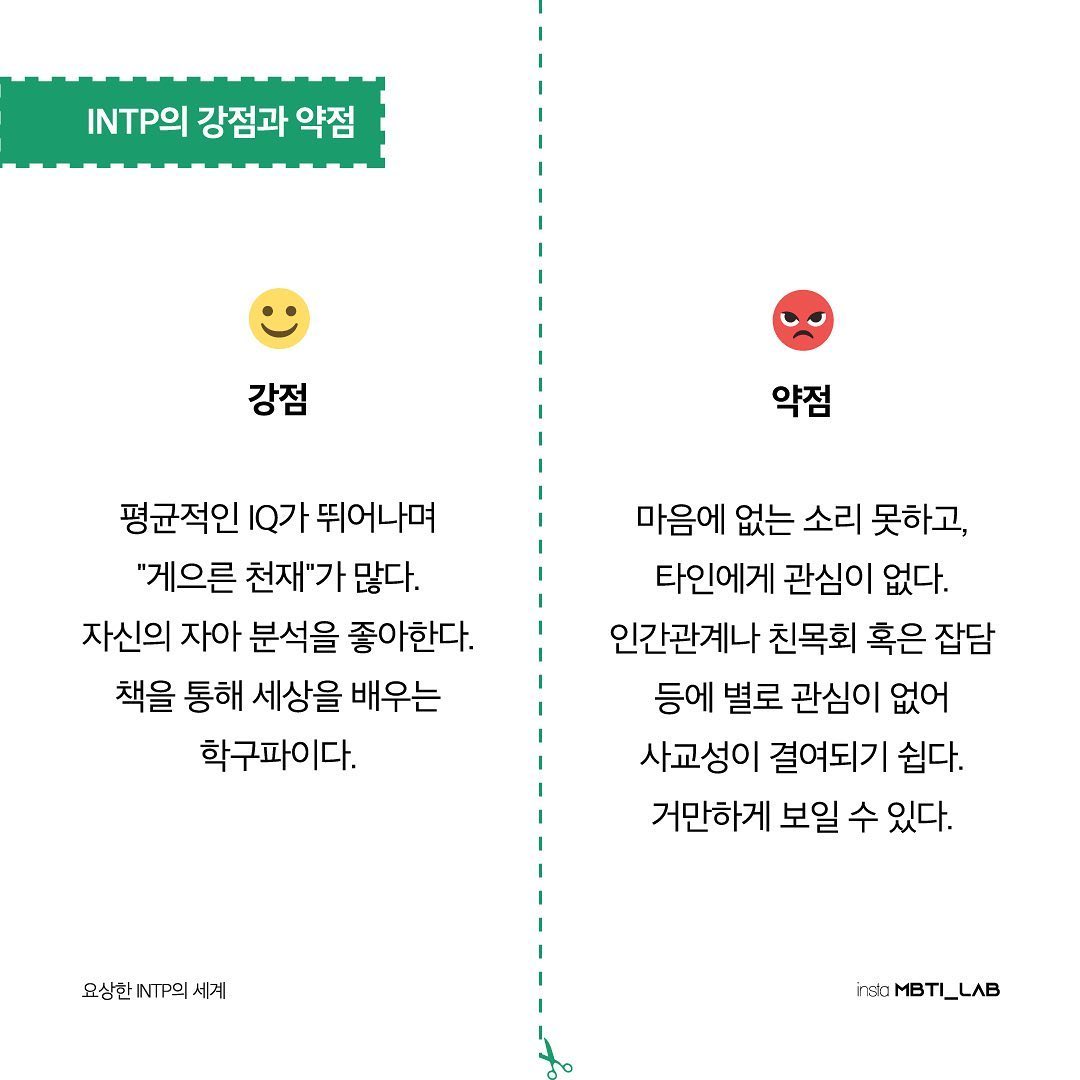 INTP의 강점과 약점
강점
평균적인 IQ가 뛰어나며
"게으른 천재"가 많다.
자신의 자아 분석을 좋아한다.
책을 통해 세상을 배우는
학구파이다.
약점
마음에 없는 소리 못하고,
타인에게 관심이 없다.
인간관계나 친목회 혹은 잡담
등에 별로 관심이 없어
사교성이 결여되기 쉽다.
거만하게 보일 수 있다.
요상한 INTP의 세계
insta MBTI_LAB